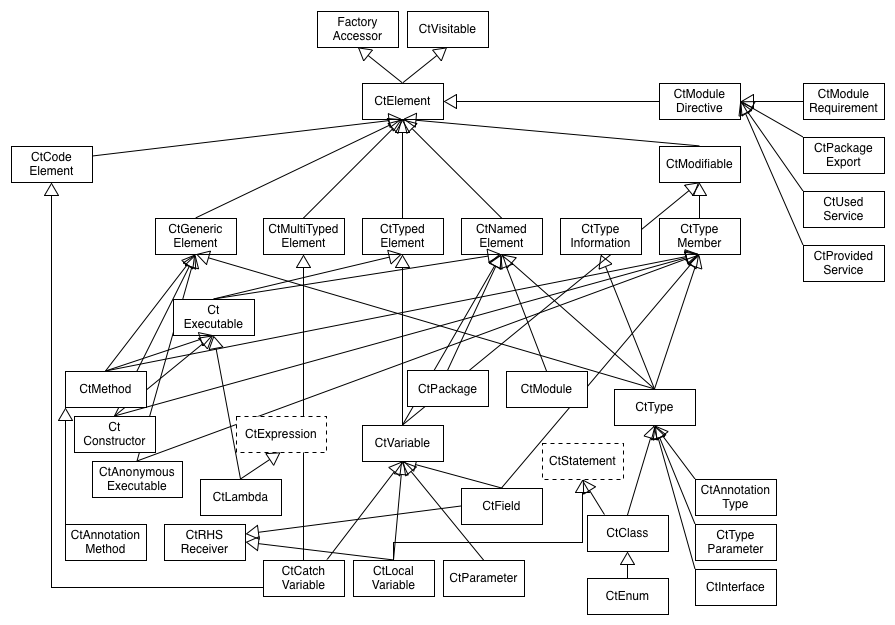 Factory
Accessor
CtVisitable
CtElement
CtModule
Directive
CtModule
Requirement
CtPackage
Export
CtUsed
Service
CtProvided
Service
CtCode
Element
CtModifiable
CtGeneric
Element
CtMultiTyped
Element
CtTyped
Element
CtNamed
Element
CtType
Information
CtType
Member
Ct
Executable
CtMethod
CtPackage
CtModule
CtType
Ct
Constructor
CtExpression
CtVariable
CtStatement
CtAnonymous
Executable
CtLambda
CtField
CtAnnotation
Type
CtAnnotation
Method
CtRHS
Receiver
CtClass
CtType
Parameter
CtCatch
Variable
CtLocal
Variable
CtParameter
CtEnum
CtInterface